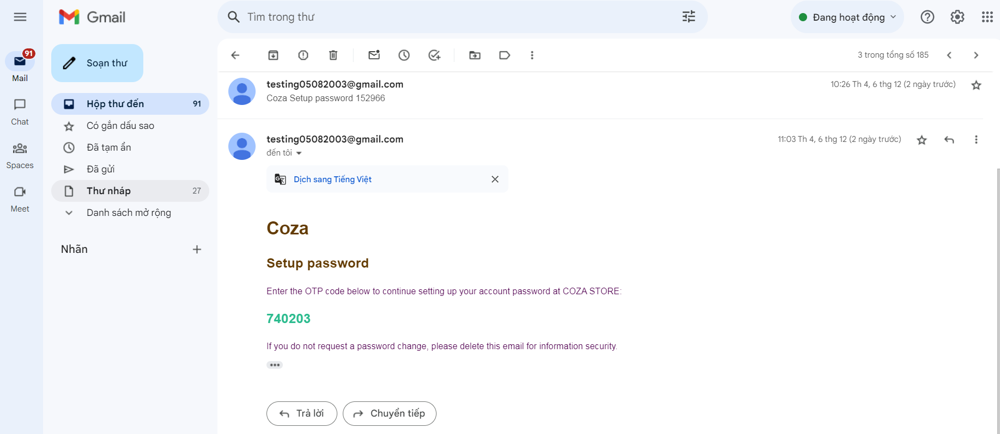 Gmail
Tìm trong thư
Đang hoạt động
91
Mail
Chat
Spaces
Meet
Soạn thư
Hộp thư đến 91
Có gắn dấu sao
Đã tạm ẩn
Đã gửi
Thư nháp 27
Danh sách mở rộng
Nhãn
3 trong tổng số 185
testing05082003@gmail.com 10:26 Th 4, 6 thg 12 (2 ngày trước)
Coza Setup password 152966
testing05082003@gmail.com 11:03 Th 4, 6 thg 12 (2 ngày trước)
đến tôi
Dịch sang Tiếng Việt
Coza
Setup password
Enter the OTP code below to continue setting up your account password at COZA STORE:
740203
If you do not request a password change, please delete this email for information security.
Trả lời
Chuyển tiếp